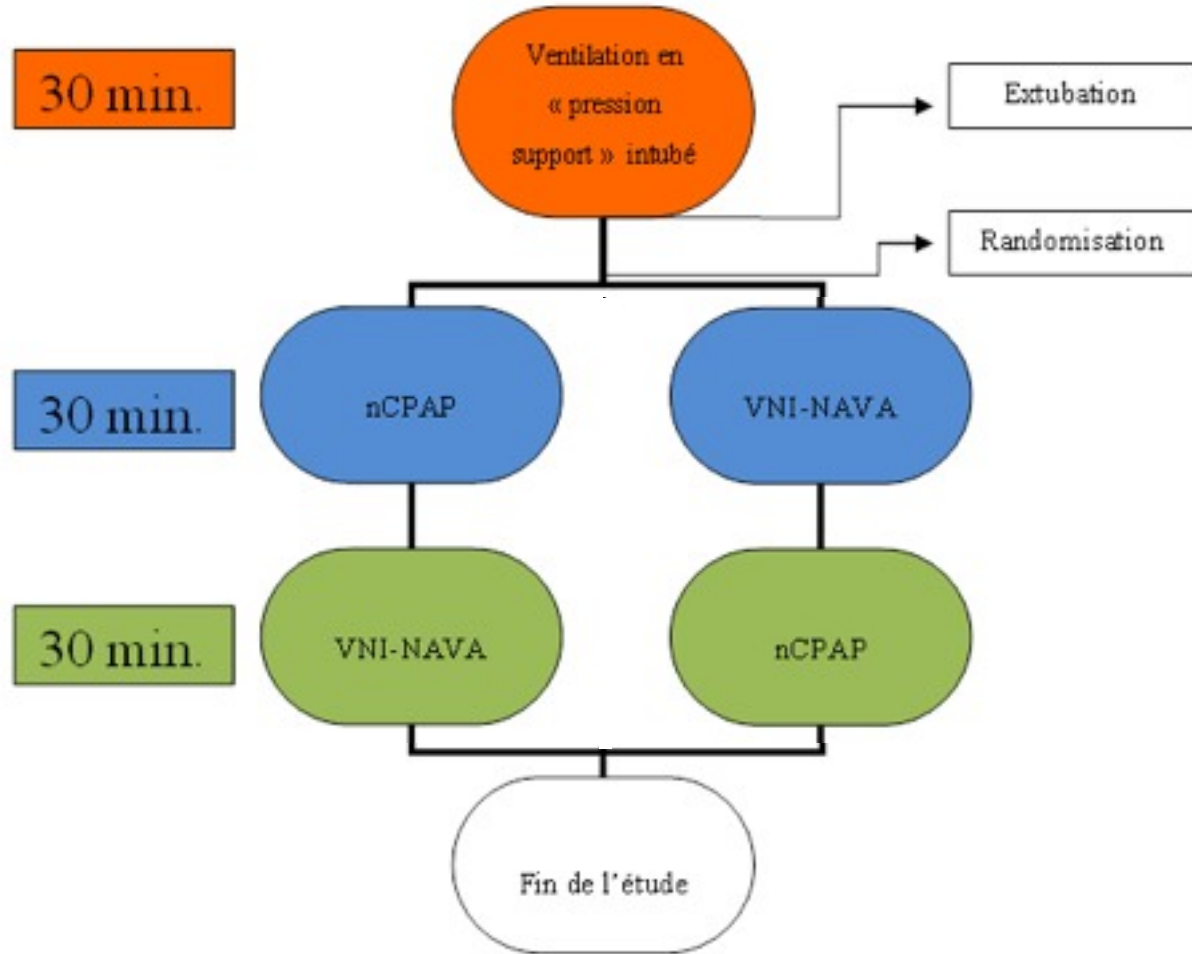 30 min.
Ventilation en
« pression
support » intubé
Extubation
Randomisation
30 min.
nCPAP
VNI-NAVA
30 min.
VNI-NAVA
nCPAP
Fin de l'étude